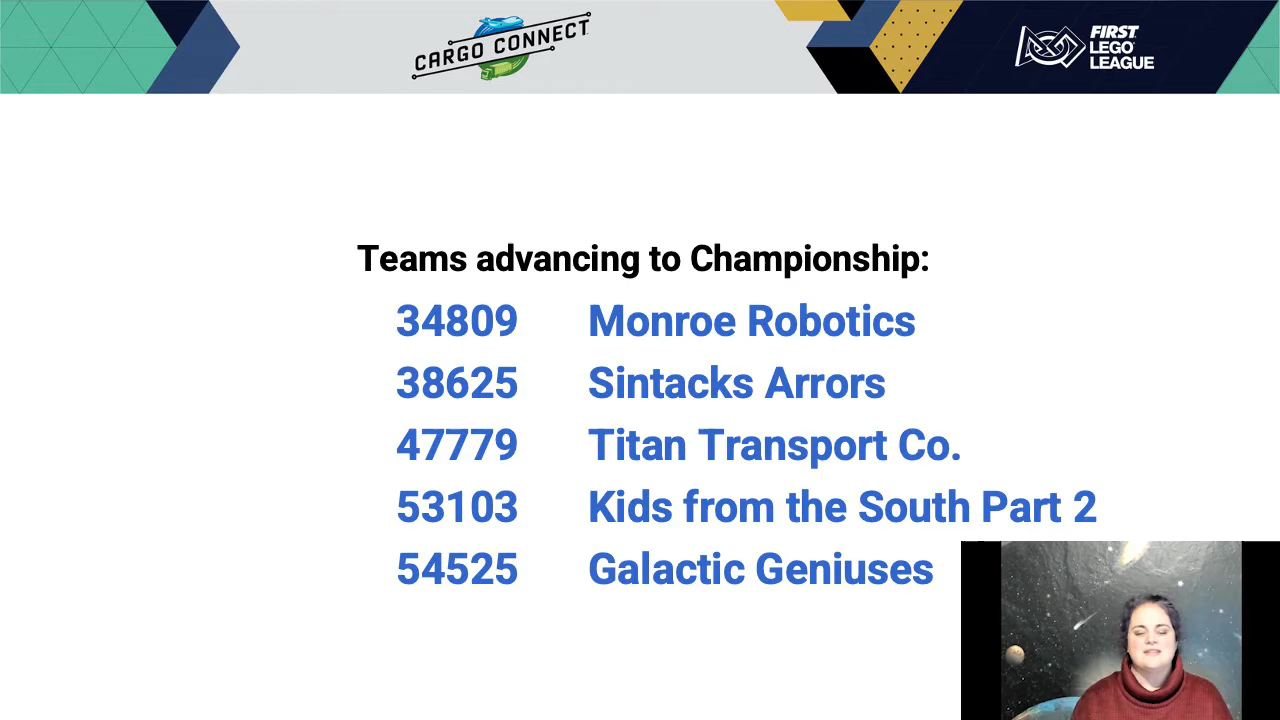 CARGO CONNECT
FIRST
LEGO
LEAGUE
Teams advancing to Championship:
34809 Monroe Robotics
38625 Sintacks Arrors
47779 Titan Transport Co.
53103 Kids from the South Part 2
54525 Galactic Geniuses